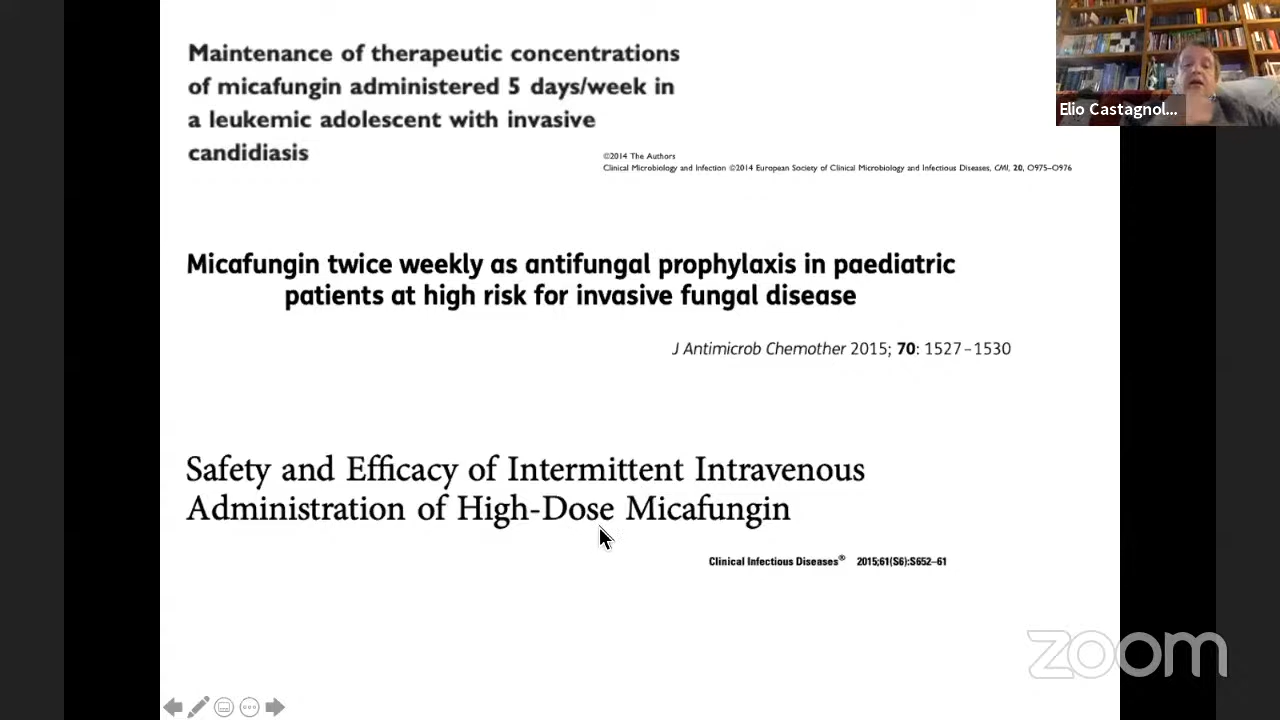 Maintenance of therapeutic concentrations
of micafungin administered 5 days/week in
a leukemic adolescent with invasive
candidiasis
©2014 The Authors
Clinical Microbiology and Infection ©2014 European Society of Clinical Microbiology and Infectious Diseases, CMI, 20, O975–O976
Elio Castagnol...
Micafungin twice weekly as antifungal prophylaxis in paediatric
patients at high risk for invasive fungal disease
J Antimicrob Chemother 2015; 70: 1527–1530
Safety and Efficacy of Intermittent Intravenous
Administration of High-Dose Micafungin
Clinical Infectious Diseases® 2015;61(S6):S652–61
zoom